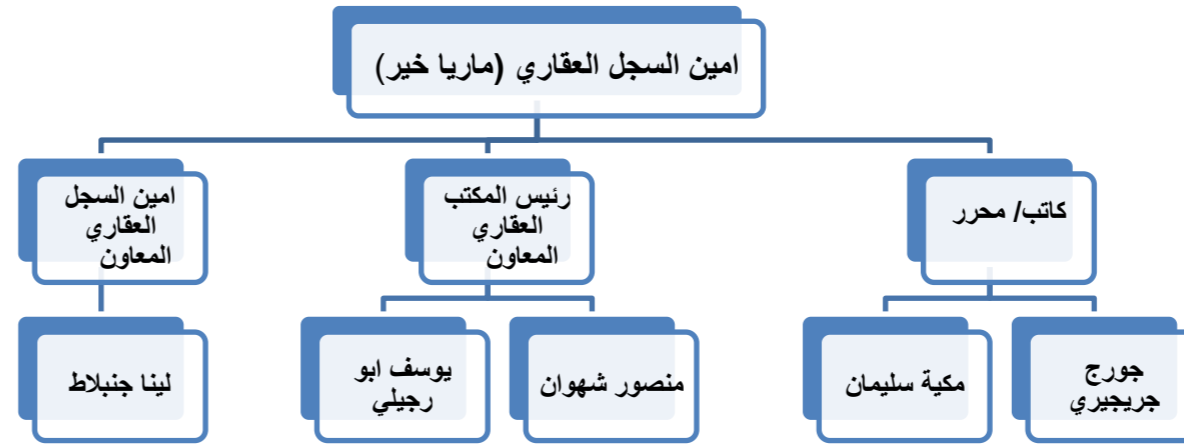 امين السجل العقاري (ماريا خير)
كاتب/ محرر
رئيس المكتب
العقاري
المعاون
امين السجل
العقاري
المعاون
جورج
جريجيري
مكية سليمان
منصور شهوان
يوسف ابو
رجيلي
لينا جنبلاط